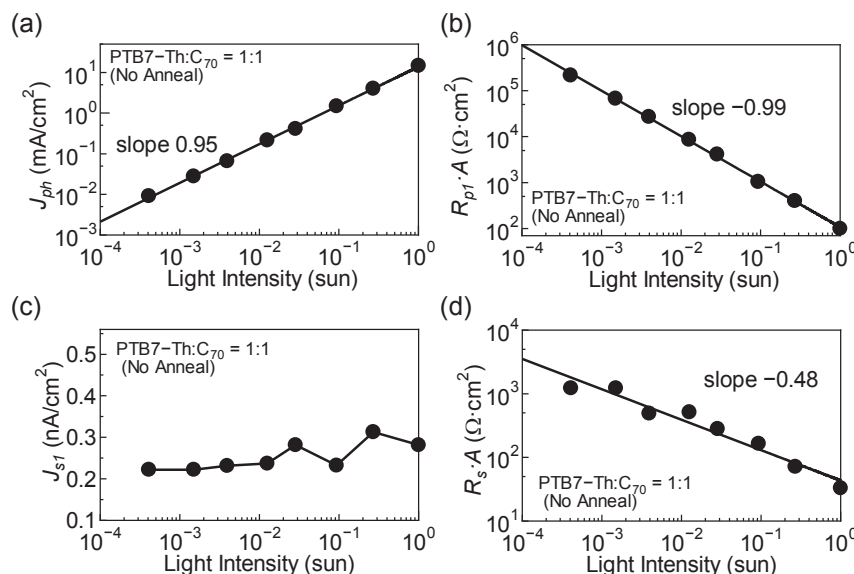 (a)
PTB7−Th:C₇₀ = 1:1
(No Anneal)
slope 0.95
J_ph (mA/cm²)
10¹
10⁰
10⁻¹
10⁻²
10⁻³
10⁻⁴ 10⁻³ 10⁻² 10⁻¹ 10⁰
Light Intensity (sun)
(b)
slope −0.99
PTB7−Th:C₇₀ = 1:1
(No Anneal)
R_p1·A (Ω·cm²)
10⁶
10⁵
10⁴
10³
10²
10⁻⁴ 10⁻³ 10⁻² 10⁻¹ 10⁰
Light Intensity (sun)
(c)
PTB7−Th:C₇₀ = 1:1
(No Anneal)
J_s1 (nA/cm²)
0.5
0.4
0.3
0.2
0.1
10⁻⁴ 10⁻³ 10⁻² 10⁻¹ 10⁰
Light Intensity (sun)
(d)
slope −0.48
PTB7−Th:C₇₀ = 1:1
(No Anneal)
R_s·A (Ω·cm²)
10⁴
10³
10²
10¹
10⁻⁴ 10⁻³ 10⁻² 10⁻¹ 10⁰
Light Intensity (sun)